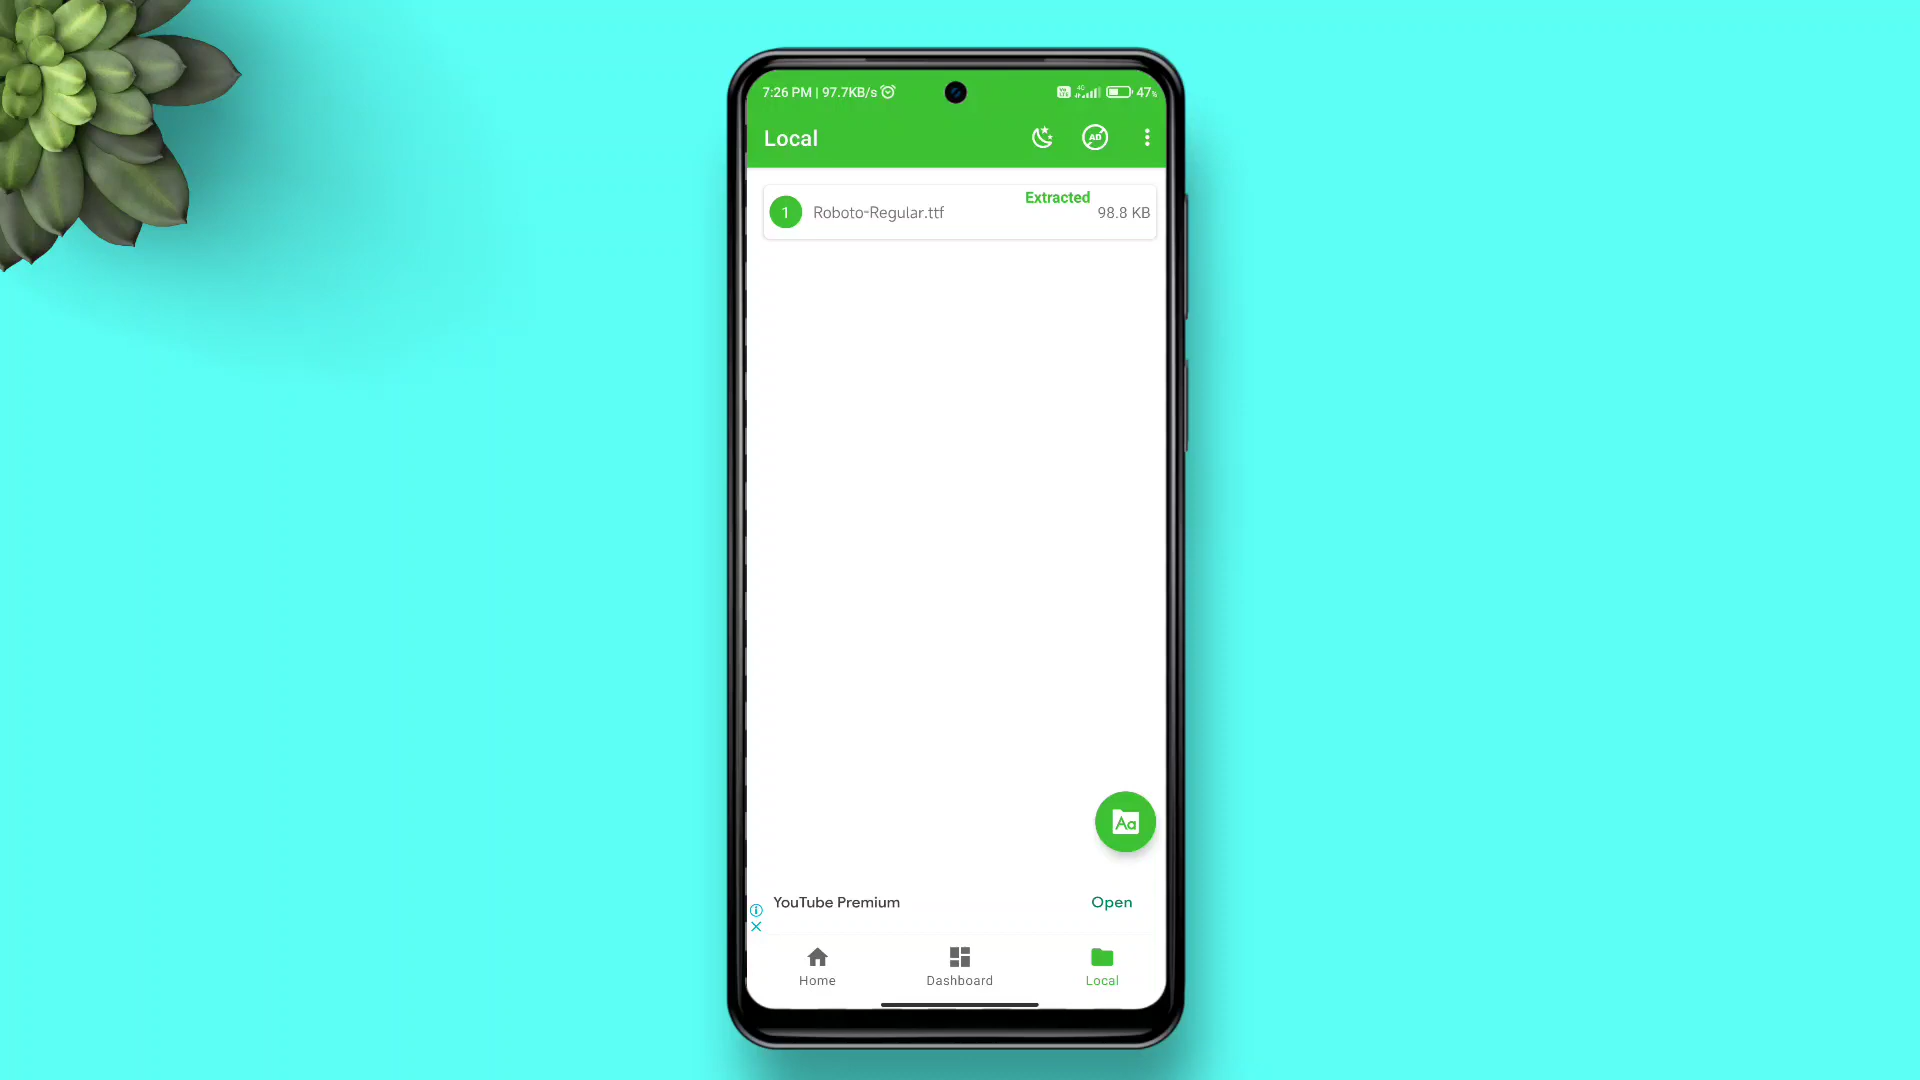 7:26 PM | 97.7KB/s 47%
Local
AD
Extracted
1 Roboto-Regular.ttf 98.8 KB
Aa
YouTube Premium Open
Home Dashboard Local